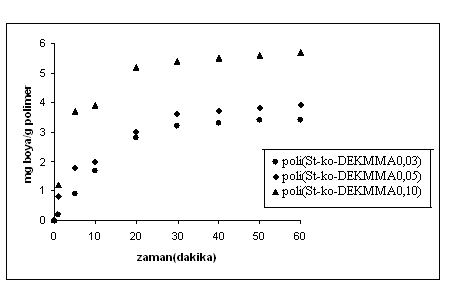 6
5
4
3
2
1
0
mg boya/g polimer
0 10 20 30 40 50 60
zaman(dakika)
poli(St-ko-DEKMMA0,03)
poli(St-ko-DEKMMA0,05)
poli(St-ko-DEKMMA0,10)